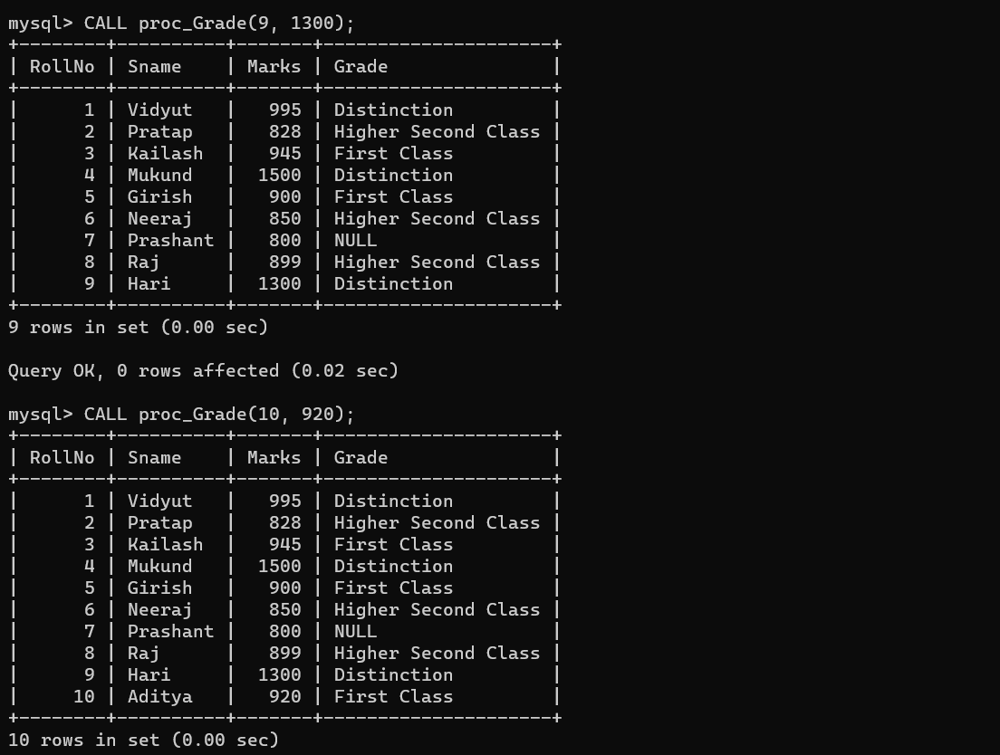 mysql> CALL proc_Grade(9, 1300);
+--------+----------+-------+---------------------+
| RollNo | Sname    | Marks | Grade               |
+--------+----------+-------+---------------------+
|      1 | Vidyut   |   995 | Distinction         |
|      2 | Pratap   |   828 | Higher Second Class |
|      3 | Kailash  |   945 | First Class         |
|      4 | Mukund   |  1500 | Distinction         |
|      5 | Girish   |   900 | First Class         |
|      6 | Neeraj   |   850 | Higher Second Class |
|      7 | Prashant |   800 | NULL                |
|      8 | Raj      |   899 | Higher Second Class |
|      9 | Hari     |  1300 | Distinction         |
+--------+----------+-------+---------------------+
9 rows in set (0.00 sec)

Query OK, 0 rows affected (0.02 sec)

mysql> CALL proc_Grade(10, 920);
+--------+----------+-------+---------------------+
| RollNo | Sname    | Marks | Grade               |
+--------+----------+-------+---------------------+
|      1 | Vidyut   |   995 | Distinction         |
|      2 | Pratap   |   828 | Higher Second Class |
|      3 | Kailash  |   945 | First Class         |
|      4 | Mukund   |  1500 | Distinction         |
|      5 | Girish   |   900 | First Class         |
|      6 | Neeraj   |   850 | Higher Second Class |
|      7 | Prashant |   800 | NULL                |
|      8 | Raj      |   899 | Higher Second Class |
|      9 | Hari     |  1300 | Distinction         |
|     10 | Aditya   |   920 | First Class         |
+--------+----------+-------+---------------------+
10 rows in set (0.00 sec)